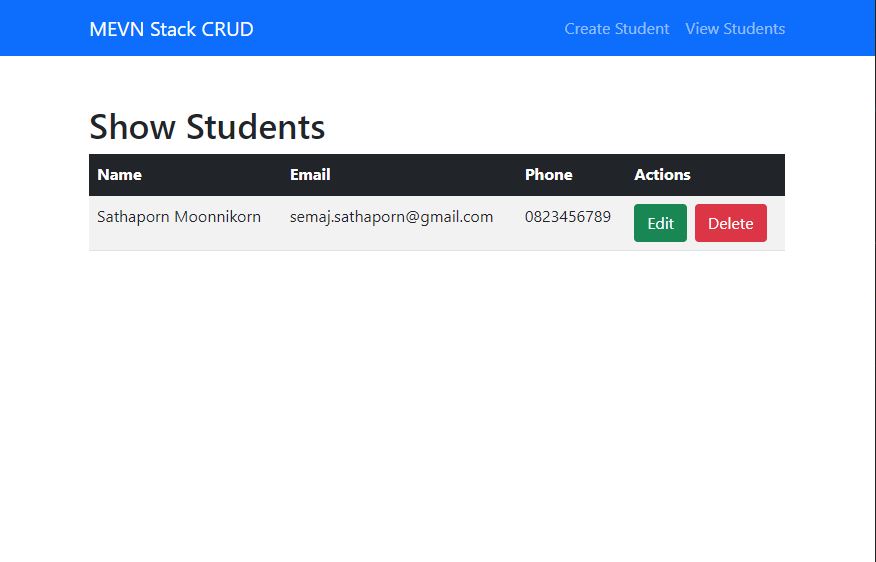 MEVN Stack CRUD Create Student View Students
Show Students
Name Email Phone Actions
Sathaporn Moonnikorn semaj.sathaporn@gmail.com 0823456789 Edit Delete